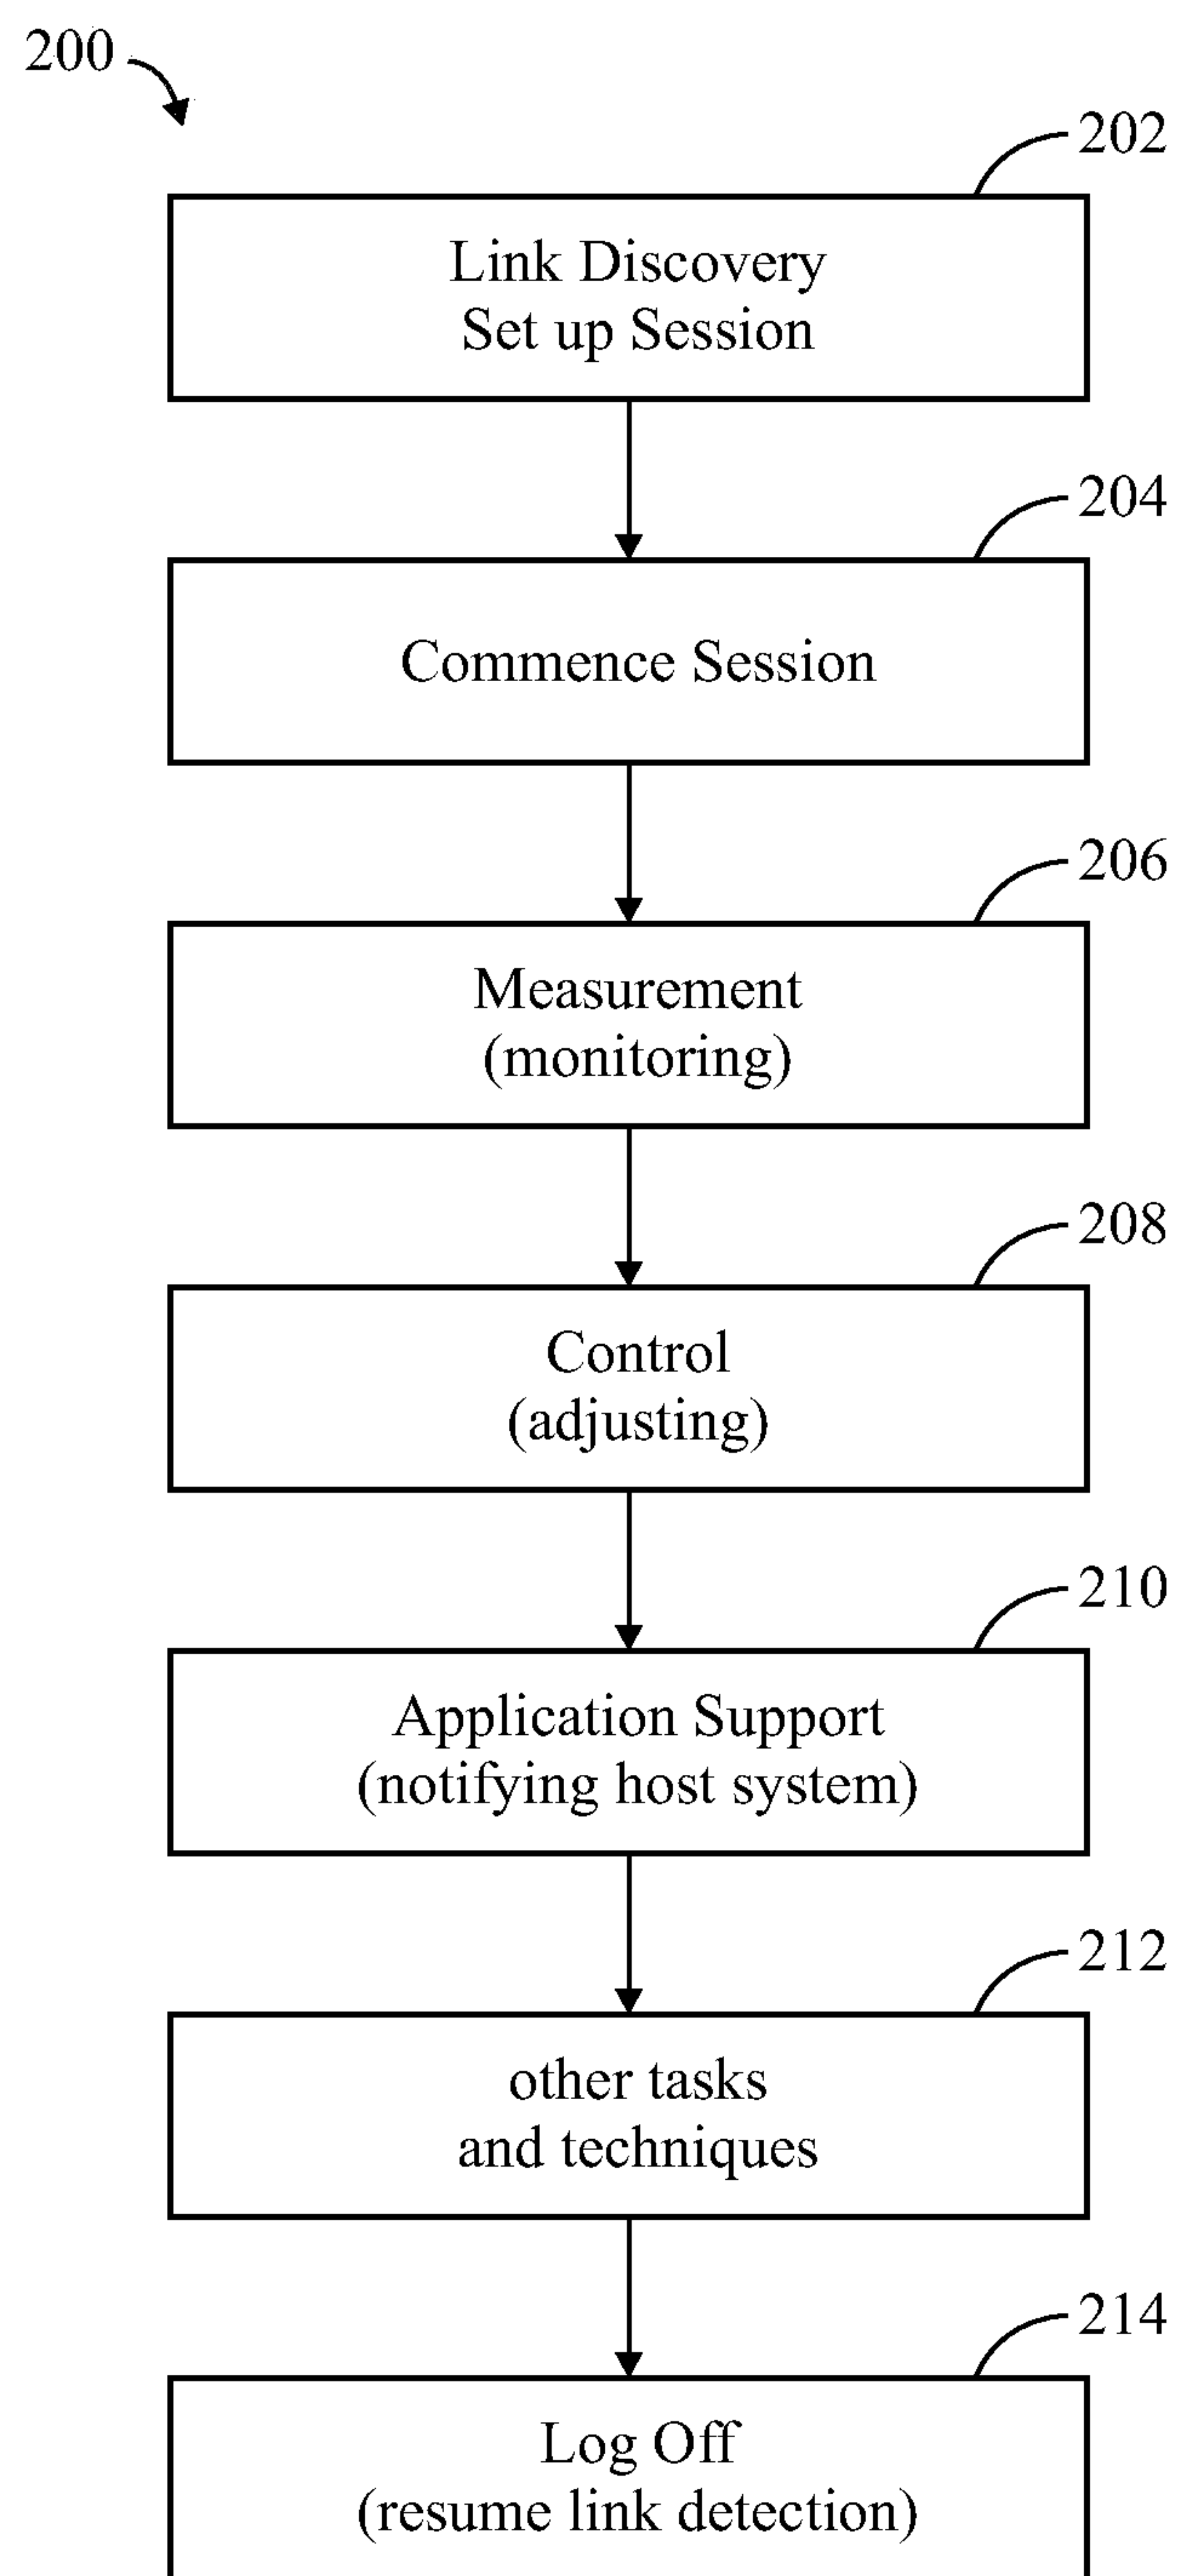 200
202
Link Discovery
Set up Session
204
Commence Session
206
Measurement
(monitoring)
208
Control
(adjusting)
210
Application Support
(notifying host system)
212
other tasks
and techniques
214
Log Off
(resume link detection)